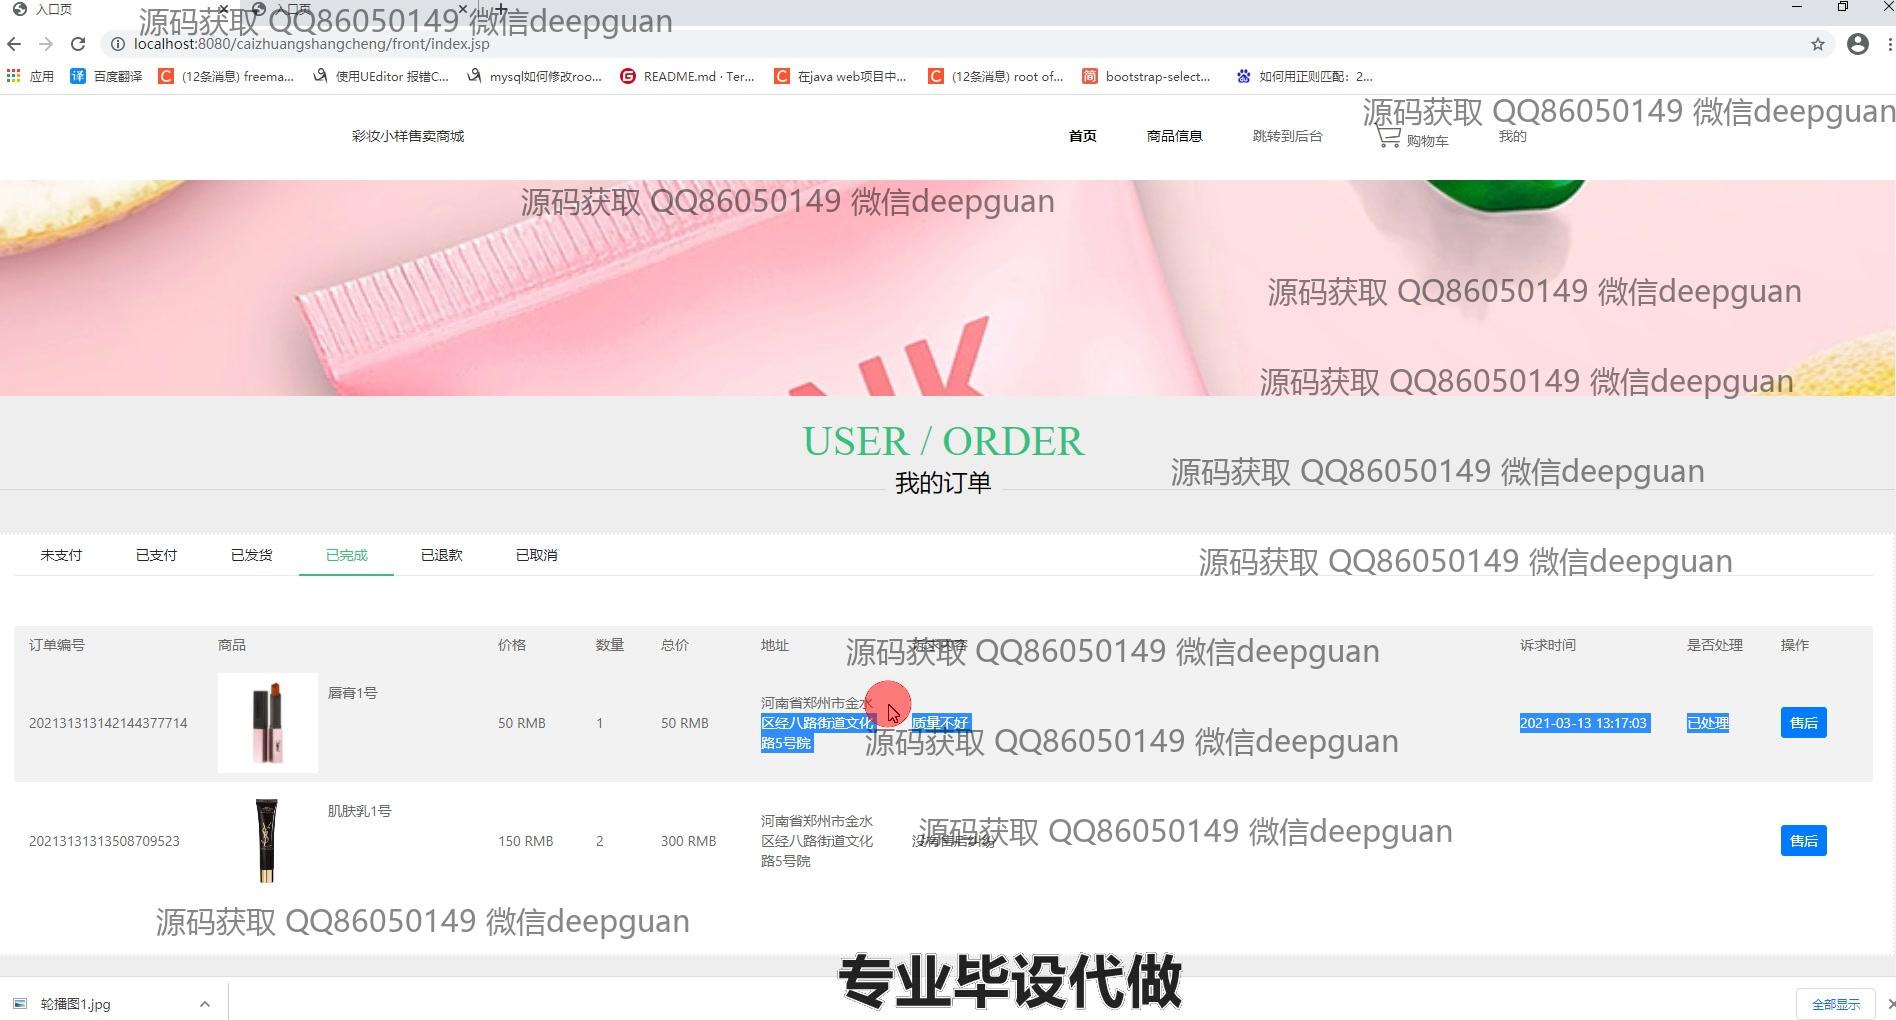 入口页
入口页
源码获取 QQ86050149 微信deepguan
localhost:8080/caizhuangshangcheng/front/index.jsp
应用 百度翻译 (12条消息) freema... 使用UEditor 报错C... mysql如何修改roo... README.md · Ter... 在java web项目中... (12条消息) root of... bootstrap-select... 如何用正则匹配：2...
源码获取 QQ86050149 微信deepguan
彩妆小样售卖商城 首页 商品信息 跳转到后台 购物车 我的
源码获取 QQ86050149 微信deepguan
源码获取 QQ86050149 微信deepguan
NK
源码获取 QQ86050149 微信deepguan
USER / ORDER
我的订单
源码获取 QQ86050149 微信deepguan
未支付 已支付 已发货 已完成 已退款 已取消
源码获取 QQ86050149 微信deepguan
订单编号 商品 价格 数量 总价 地址 诉求内容 诉求时间 是否处理 操作
源码获取 QQ86050149 微信deepguan
唇膏1号
河南省郑州市金水
202131313142144377714 50 RMB 1 50 RMB 区经八路街道文化 质量不好 2021-03-13 13:17:03 已处理 售后
路5号院
源码获取 QQ86050149 微信deepguan
肌肤乳1号
河南省郑州市金水
源码获取 QQ86050149 微信deepguan
20213131313508709523 150 RMB 2 300 RMB 区经八路街道文化 没有售后纠纷 售后
路5号院
源码获取 QQ86050149 微信deepguan
专业毕设代做
轮播图1.jpg 全部显示